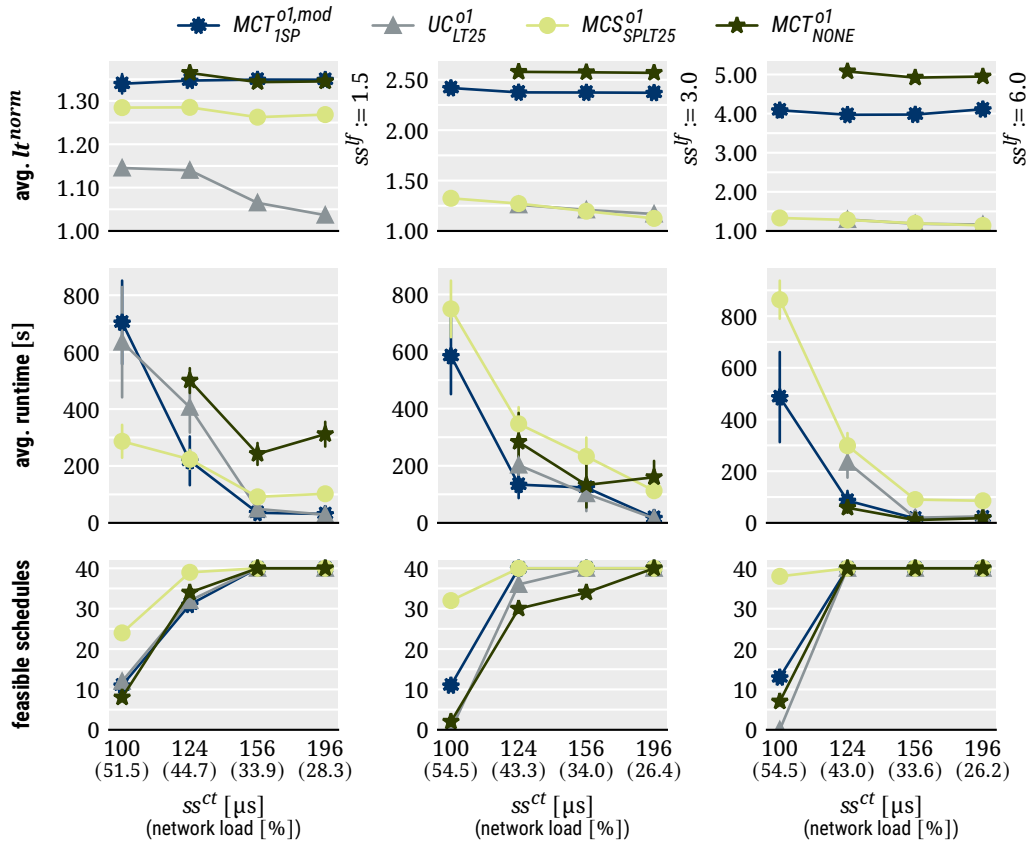 MCT^{o1,mod}_{1SP} UC^{o1}_{LT25} MCS^{o1}_{SPLT25} MCT^{o1}_{NONE}
avg. lt^{norm}
1.30
1.20
1.10
1.00
ss^{lf} := 1.5
2.50
2.00
1.50
1.00
ss^{lf} := 3.0
5.00
4.00
3.00
2.00
1.00
ss^{lf} := 6.0
avg. runtime [s]
800
600
400
200
0
800
600
400
200
0
800
600
400
200
0
feasible schedules
40
30
20
10
0
40
30
20
10
0
40
30
20
10
0
100 124 156 196
(51.5) (44.7) (33.9) (28.3)
ss^{ct} [µs]
(network load [%])
100 124 156 196
(54.5) (43.3) (34.0) (26.4)
ss^{ct} [µs]
(network load [%])
100 124 156 196
(54.5) (43.0) (33.6) (26.2)
ss^{ct} [µs]
(network load [%])